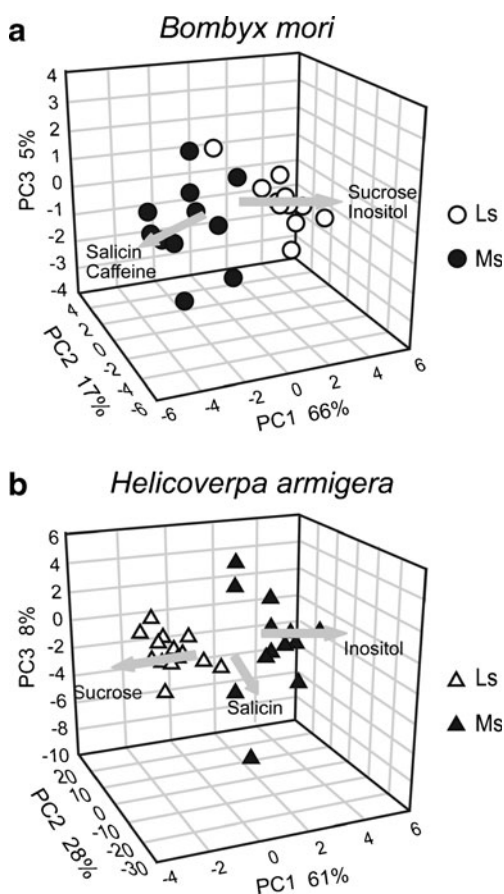 a
Bombyx mori
4
3
2
1
0
-1
-2
-3
-4
PC3 5%
4
2
0
-2
-4
-6
PC2 17%
-6
-4
-2
0
2
4
6
PC1 66%
Sucrose
Inositol
Salicin
Caffeine
Ls
Ms
b
Helicoverpa armigera
6
4
2
0
-2
-4
-6
-8
-10
PC3 8%
20
10
0
-10
-20
-30
PC2 28%
-4
-2
0
2
4
6
PC1 61%
Sucrose
Salicin
Inositol
Ls
Ms